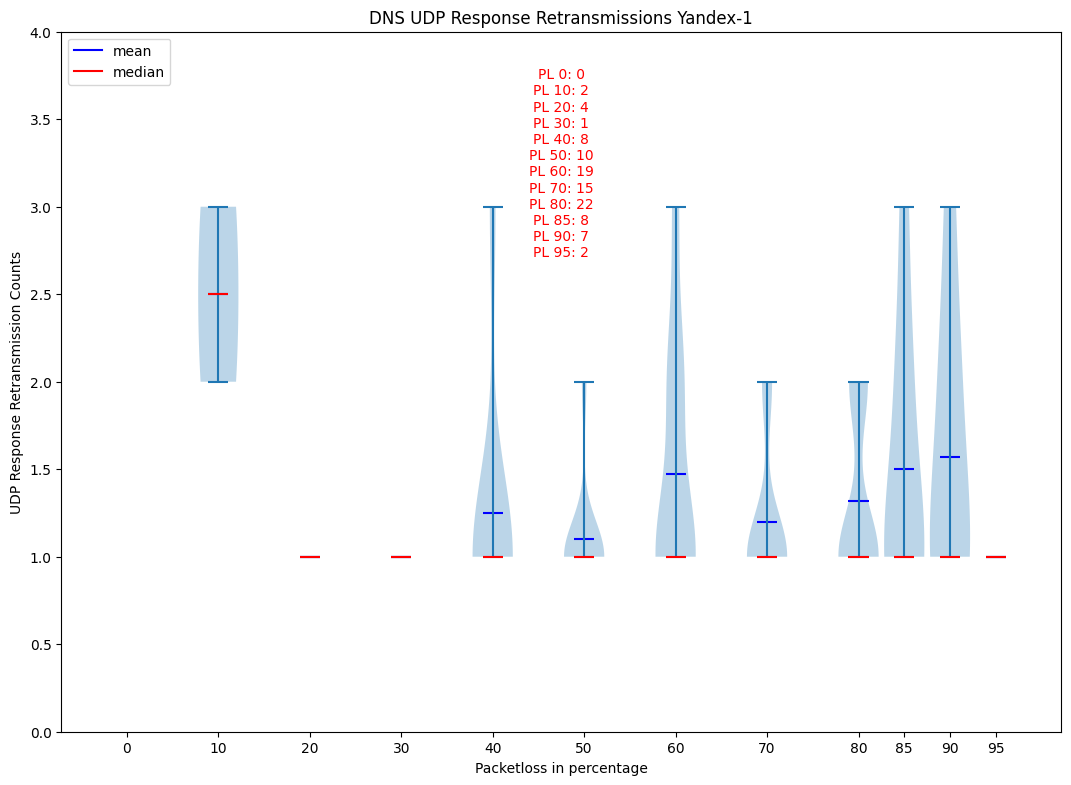 DNS UDP Response Retransmissions Yandex-1
mean
median
PL 0: 0
PL 10: 2
PL 20: 4
PL 30: 1
PL 40: 8
PL 50: 10
PL 60: 19
PL 70: 15
PL 80: 22
PL 85: 8
PL 90: 7
PL 95: 2
UDP Response Retransmission Counts
4.0
3.5
3.0
2.5
2.0
1.5
1.0
0.5
0.0
0 10 20 30 40 50 60 70 80 85 90 95
Packetloss in percentage